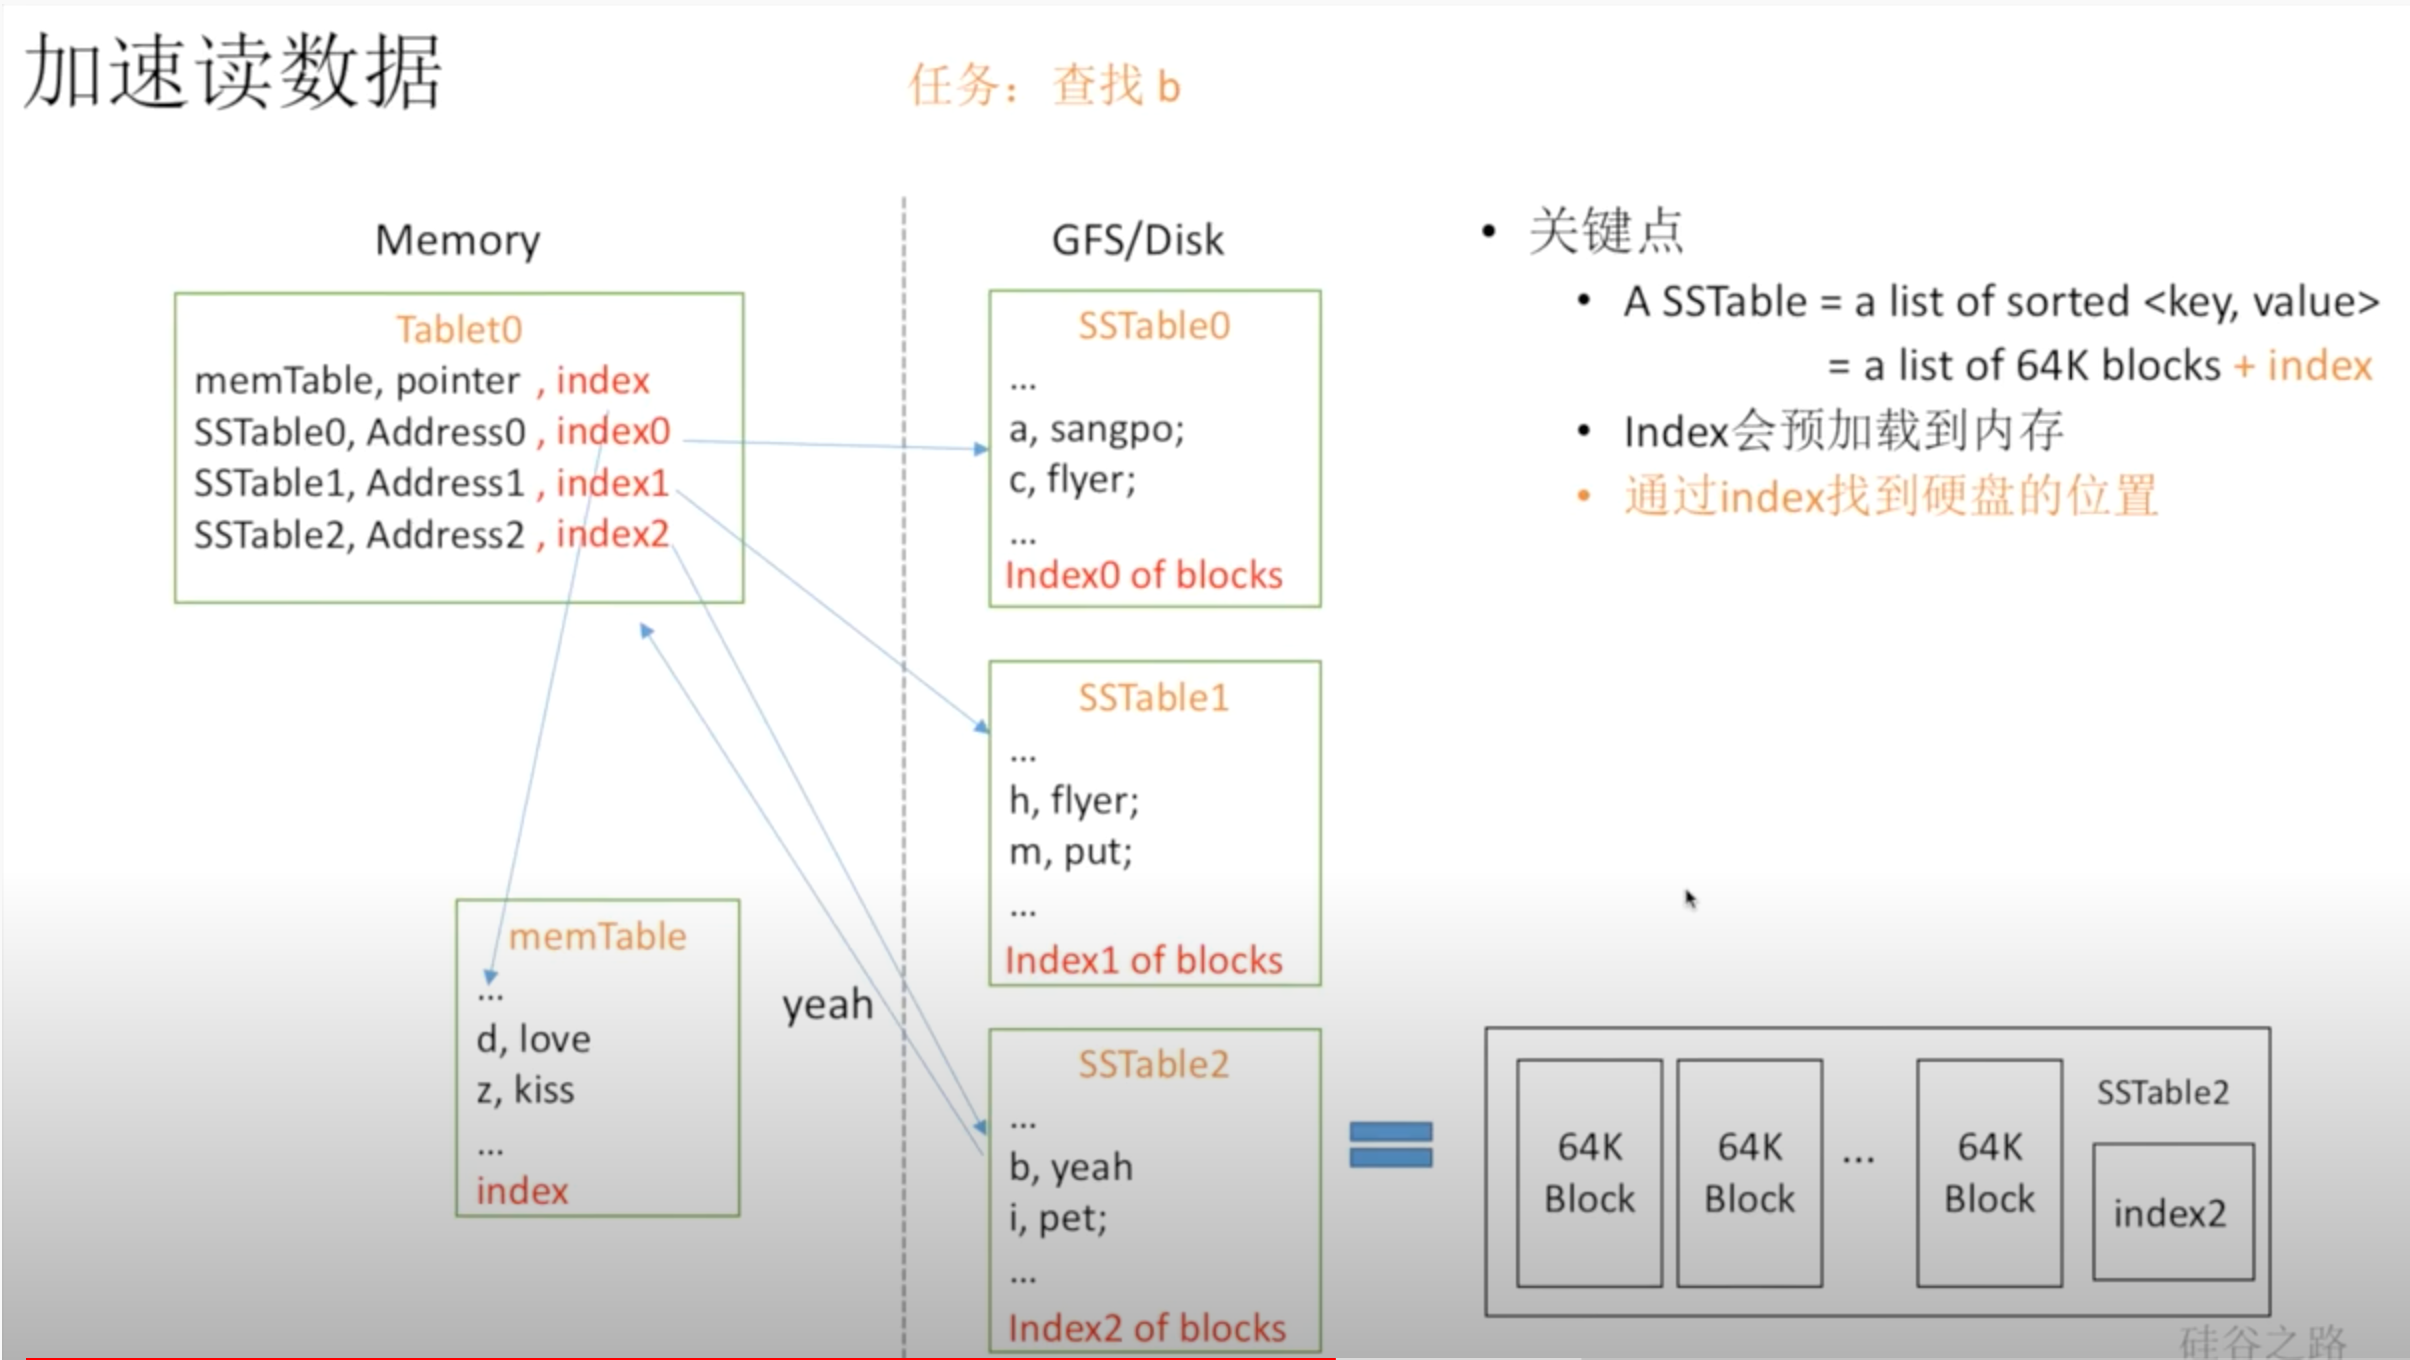 加速读数据
任务：查找 b
Memory
Tablet0
memTable, pointer , index
SSTable0, Address0 , index0
SSTable1, Address1 , index1
SSTable2, Address2 , index2
memTable
...
d, love
z, kiss
...
index
yeah
GFS/Disk
SSTable0
...
a, sangpo;
c, flyer;
...
Index0 of blocks
SSTable1
...
h, flyer;
m, put;
...
Index1 of blocks
SSTable2
...
b, yeah
i, pet;
...
Index2 of blocks
• 关键点
• A SSTable = a list of sorted <key, value>
= a list of 64K blocks + index
• Index会预加载到内存
• 通过index找到硬盘的位置
64K
Block
64K
Block
...
64K
Block
SSTable2
index2
硅谷之路